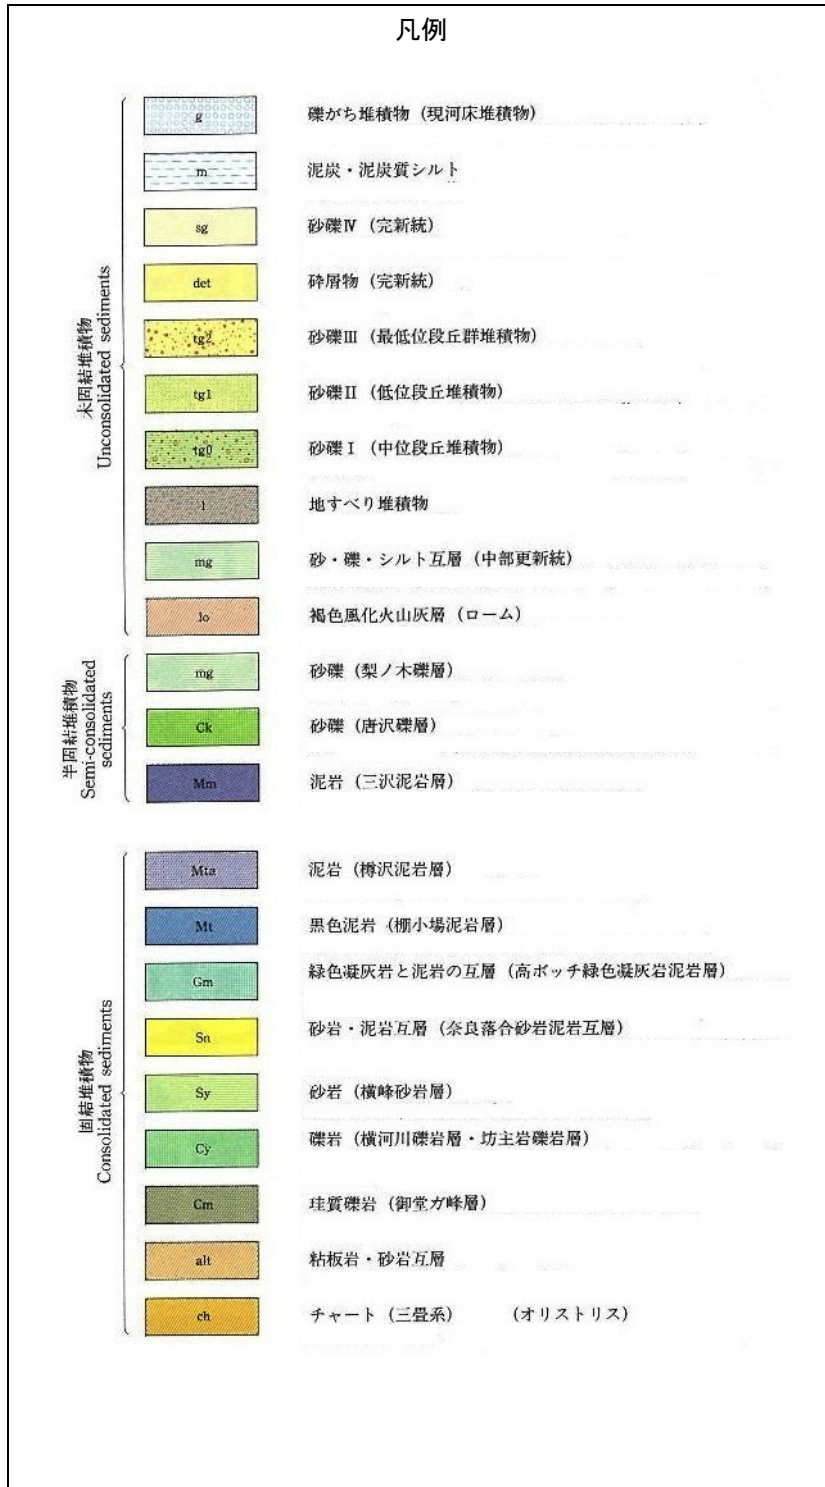 凡例
未固結堆積物
Unconsolidated sediments
g 礫がち堆積物（現河床堆積物）
m 泥炭・泥炭質シルト
sg 砂礫Ⅳ（完新統）
det 砕屑物（完新統）
tg2 砂礫Ⅲ（最低位段丘群堆積物）
tg1 砂礫Ⅱ（低位段丘堆積物）
tg0 砂礫Ⅰ（中位段丘堆積物）
l 地すべり堆積物
mg 砂・礫・シルト互層（中部更新統）
lo 褐色風化火山灰層（ローム）
半固結堆積物
Semi-consolidated
sediments
mg 砂礫（梨ノ木礫層）
Ck 砂礫（唐沢礫層）
Mm 泥岩（三沢泥岩層）
固結堆積物
Consolidated sediments
Mta 泥岩（樽沢泥岩層）
Mt 黒色泥岩（棚小場泥岩層）
Gm 緑色凝灰岩と泥岩の互層（高ボッチ緑色凝灰岩泥岩層）
Sn 砂岩・泥岩互層（奈良落合砂岩泥岩互層）
Sy 砂岩（横峰砂岩層）
Cy 礫岩（横河川礫岩層・坊主岩礫岩層）
Cm 珪質礫岩（御堂ガ峰層）
alt 粘板岩・砂岩互層
ch チャート（三畳系） （オリストリス）